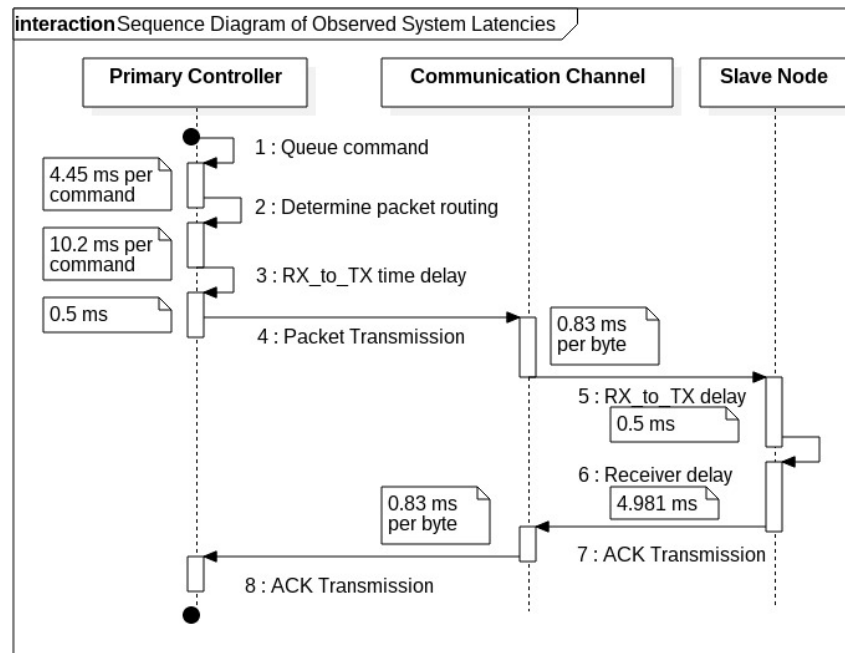 interaction Sequence Diagram of Observed System Latencies
Primary Controller
Communication Channel
Slave Node
1 : Queue command
4.45 ms per
command
2 : Determine packet routing
10.2 ms per
command
3 : RX_to_TX time delay
0.5 ms
4 : Packet Transmission
0.83 ms
per byte
5 : RX_to_TX delay
0.5 ms
6 : Receiver delay
4.981 ms
0.83 ms
per byte
7 : ACK Transmission
8 : ACK Transmission